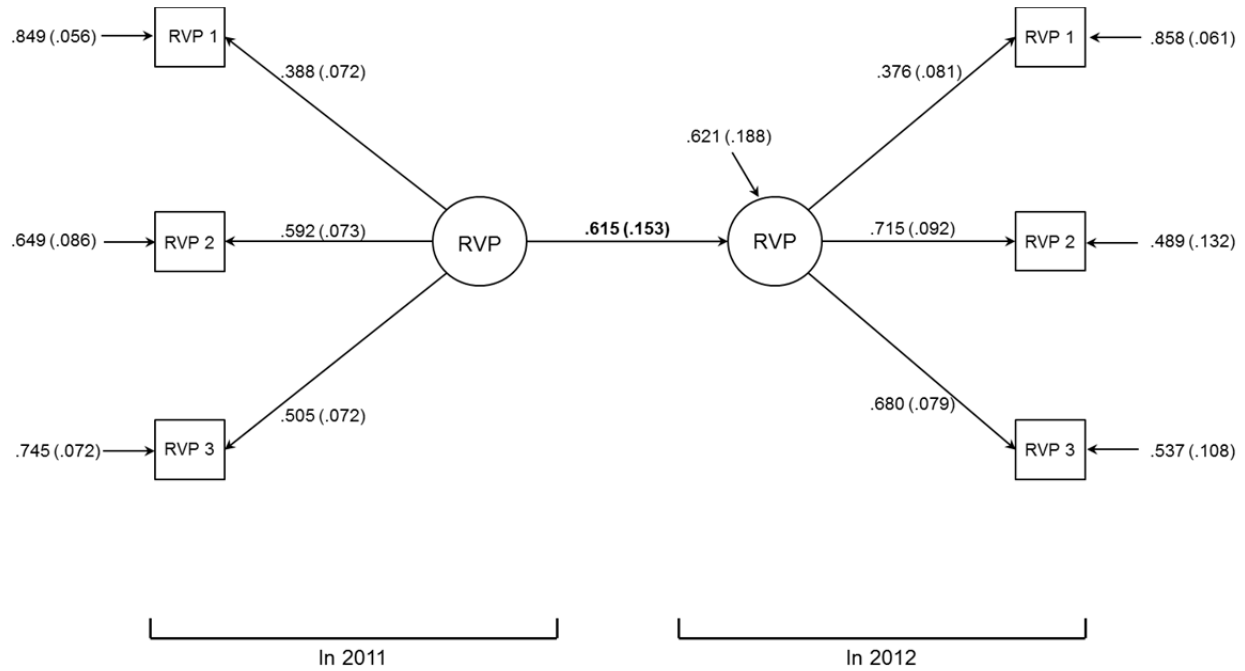 .849 (.056)
RVP 1
.388 (.072)
.376 (.081)
RVP 1
.858 (.061)
.621 (.188)
.649 (.086)
RVP 2
.592 (.073)
RVP
.615 (.153)
RVP
.715 (.092)
RVP 2
.489 (.132)
.745 (.072)
RVP 3
.505 (.072)
.680 (.079)
RVP 3
.537 (.108)
In 2011
In 2012